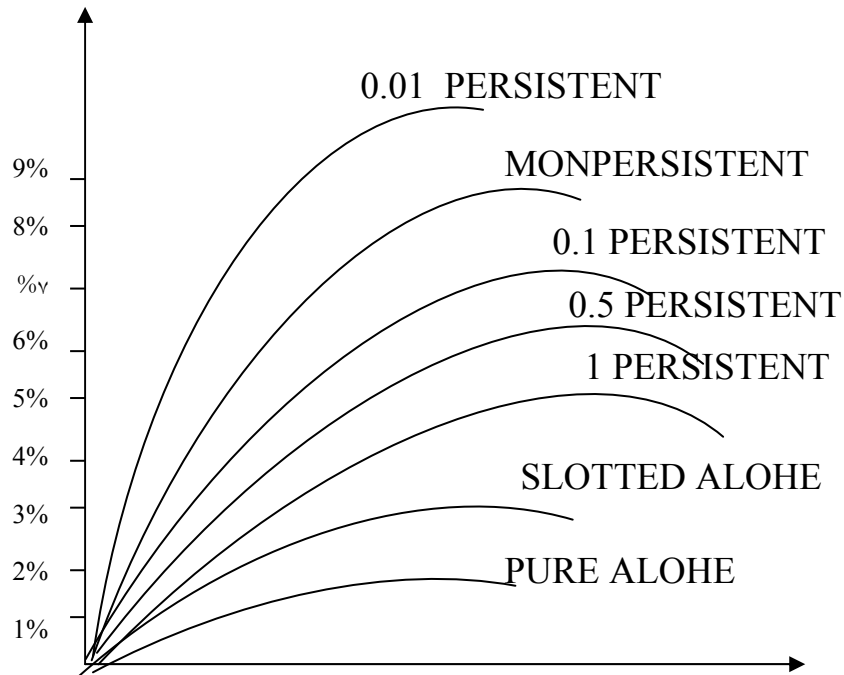 0.01 PERSISTENT
MONPERSISTENT
0.1 PERSISTENT
0.5 PERSISTENT
1 PERSISTENT
SLOTTED ALOHE
PURE ALOHE
9%
8%
%٧
6%
5%
4%
3%
2%
1%